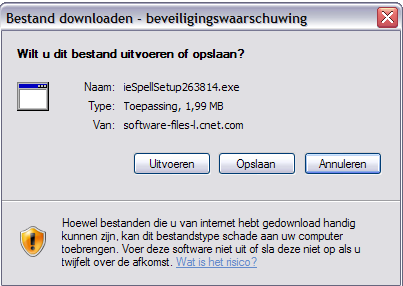 Bestand downloaden - beveiligingswaarschuwing
Wilt u dit bestand uitvoeren of opslaan?
Naam: ieSpellSetup263814.exe
Type: Toepassing, 1,99 MB
Van: software-files-l.cnet.com
Uitvoeren Opslaan Annuleren
Hoewel bestanden die u van internet hebt gedownload handig
kunnen zijn, kan dit bestandstype schade aan uw computer
toebrengen. Voer deze software niet uit of sla deze niet op als u
twijfelt over de afkomst. Wat is het risico?